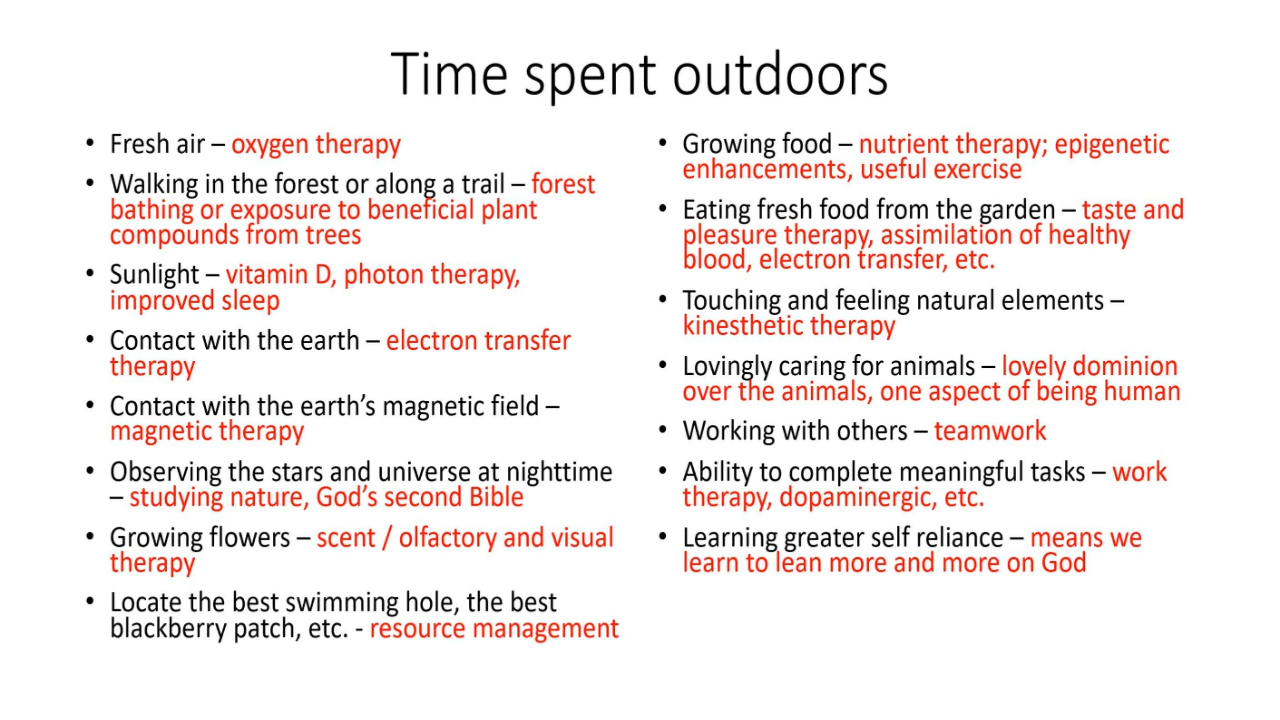 Time spent outdoors
• Fresh air – oxygen therapy
• Walking in the forest or along a trail – forest
bathing or exposure to beneficial plant
compounds from trees
• Sunlight – vitamin D, photon therapy,
improved sleep
• Contact with the earth – electron transfer
therapy
• Contact with the earth's magnetic field –
magnetic therapy
• Observing the stars and universe at nighttime
– studying nature, God's second Bible
• Growing flowers – scent / olfactory and visual
therapy
• Locate the best swimming hole, the best
blackberry patch, etc. - resource management
• Growing food – nutrient therapy; epigenetic
enhancements, useful exercise
• Eating fresh food from the garden – taste and
pleasure therapy, assimilation of healthy
blood, electron transfer, etc.
• Touching and feeling natural elements –
kinesthetic therapy
• Lovingly caring for animals – lovely dominion
over the animals, one aspect of being human
• Working with others – teamwork
• Ability to complete meaningful tasks – work
therapy, dopaminergic, etc.
• Learning greater self reliance – means we
learn to lean more and more on God